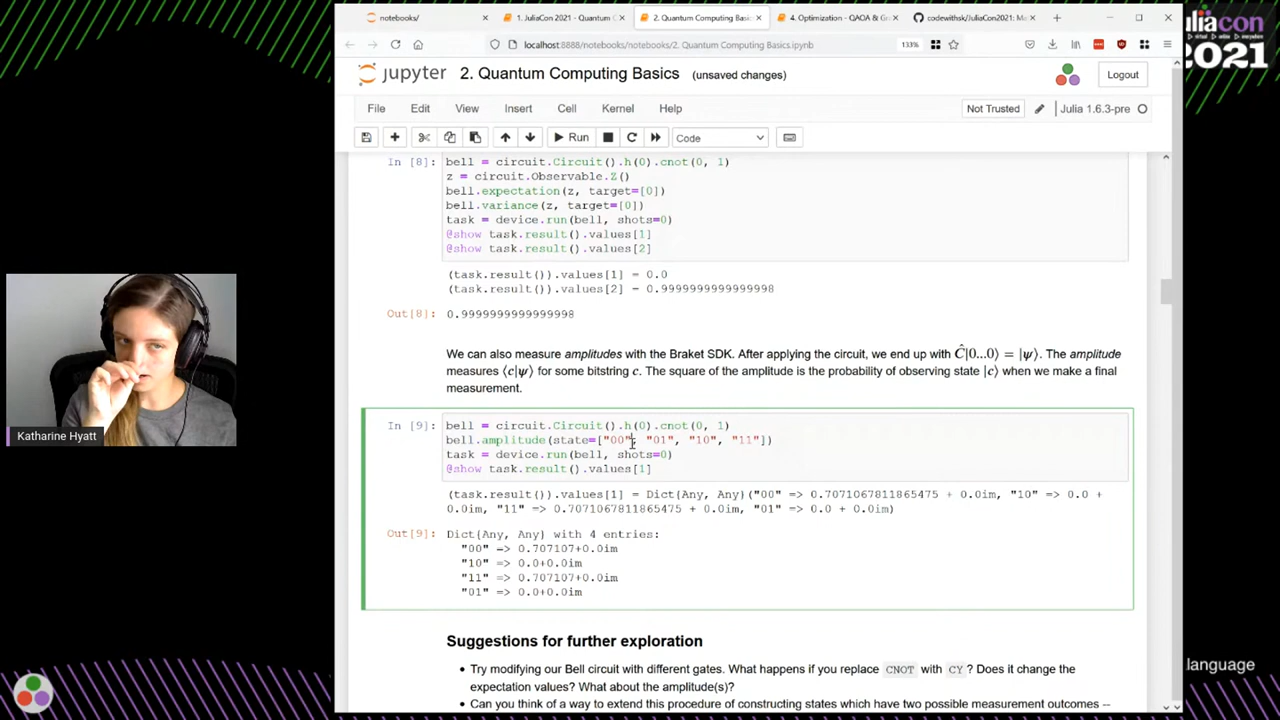 notebooks/
1. JuliaCon 2021 - Quantum C
2. Quantum Computing Basic
4. Optimization - QAOA & Gr
codewithsk/JuliaCon2021: M
localhost:8888/notebooks/notebooks/2. Quantum Computing Basics.ipynb
133%
juliacon
2021
jupyter 2. Quantum Computing Basics (unsaved changes)
Logout
File Edit View Insert Cell Kernel Help
Not Trusted
Julia 1.6.3-pre
Run
Code
In [8]: bell = circuit.Circuit().h(0).cnot(0, 1)
z = circuit.Observable.Z()
bell.expectation(z, target=[0])
bell.variance(z, target=[0])
task = device.run(bell, shots=0)
@show task.result().values[1]
@show task.result().values[2]
(task.result()).values[1] = 0.0
(task.result()).values[2] = 0.9999999999999998
Out[8]: 0.9999999999999998
We can also measure amplitudes with the Braket SDK. After applying the circuit, we end up with Ĉ|0...0⟩ = |ψ⟩. The amplitude
measures ⟨c|ψ⟩ for some bitstring c. The square of the amplitude is the probability of observing state |c⟩ when we make a final
measurement.
In [9]: bell = circuit.Circuit().h(0).cnot(0, 1)
bell.amplitude(state=["00", "01", "10", "11"])
task = device.run(bell, shots=0)
@show task.result().values[1]
(task.result()).values[1] = Dict{Any, Any}("00" => 0.7071067811865475 + 0.0im, "10" => 0.0 +
0.0im, "11" => 0.7071067811865475 + 0.0im, "01" => 0.0 + 0.0im)
Out[9]: Dict{Any, Any} with 4 entries:
"00" => 0.707107+0.0im
"10" => 0.0+0.0im
"11" => 0.707107+0.0im
"01" => 0.0+0.0im
Katharine Hyatt
Suggestions for further exploration
• Try modifying our Bell circuit with different gates. What happens if you replace CNOT with CY? Does it change the
expectation values? What about the amplitude(s)?
• Can you think of a way to extend this procedure of constructing states which have two possible measurement outcomes --
language